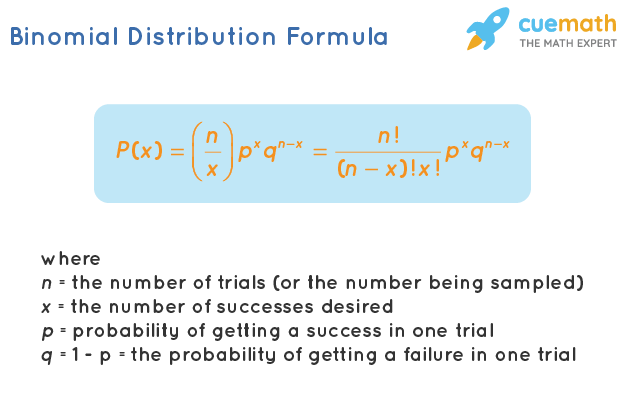 Binomial Distribution Formula
cuemath
THE MATH EXPERT
P(x) = (n/x) pˣqⁿ⁻ˣ = n!/(n − x)!x! pˣqⁿ⁻ˣ
where
n = the number of trials (or the number being sampled)
x = the number of successes desired
p = probability of getting a success in one trial
q = 1 - p = the probability of getting a failure in one trial